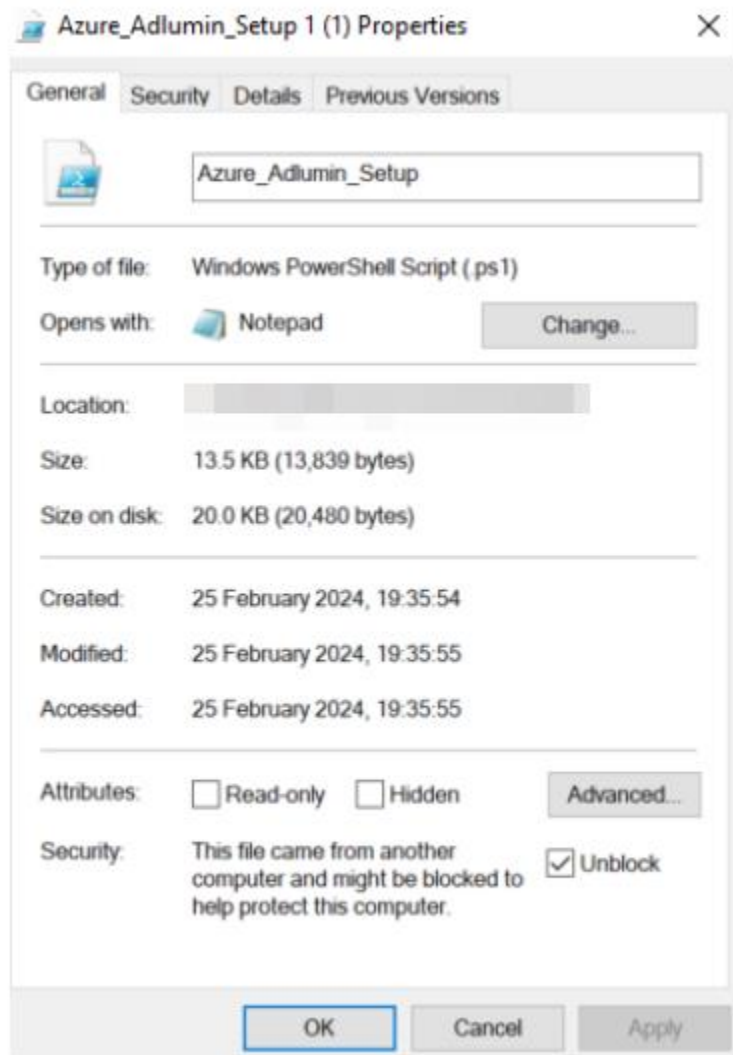 Azure_Adlumin_Setup 1 (1) Properties
General Security Details Previous Versions
Azure_Adlumin_Setup
Type of file: Windows PowerShell Script (.ps1)
Opens with: Notepad Change...
Location:
Size: 13.5 KB (13,839 bytes)
Size on disk: 20.0 KB (20,480 bytes)
Created: 25 February 2024, 19:35:54
Modified: 25 February 2024, 19:35:55
Accessed: 25 February 2024, 19:35:55
Attributes: Read-only Hidden Advanced...
Security: This file came from another
computer and might be blocked to
help protect this computer.
Unblock
OK Cancel Apply